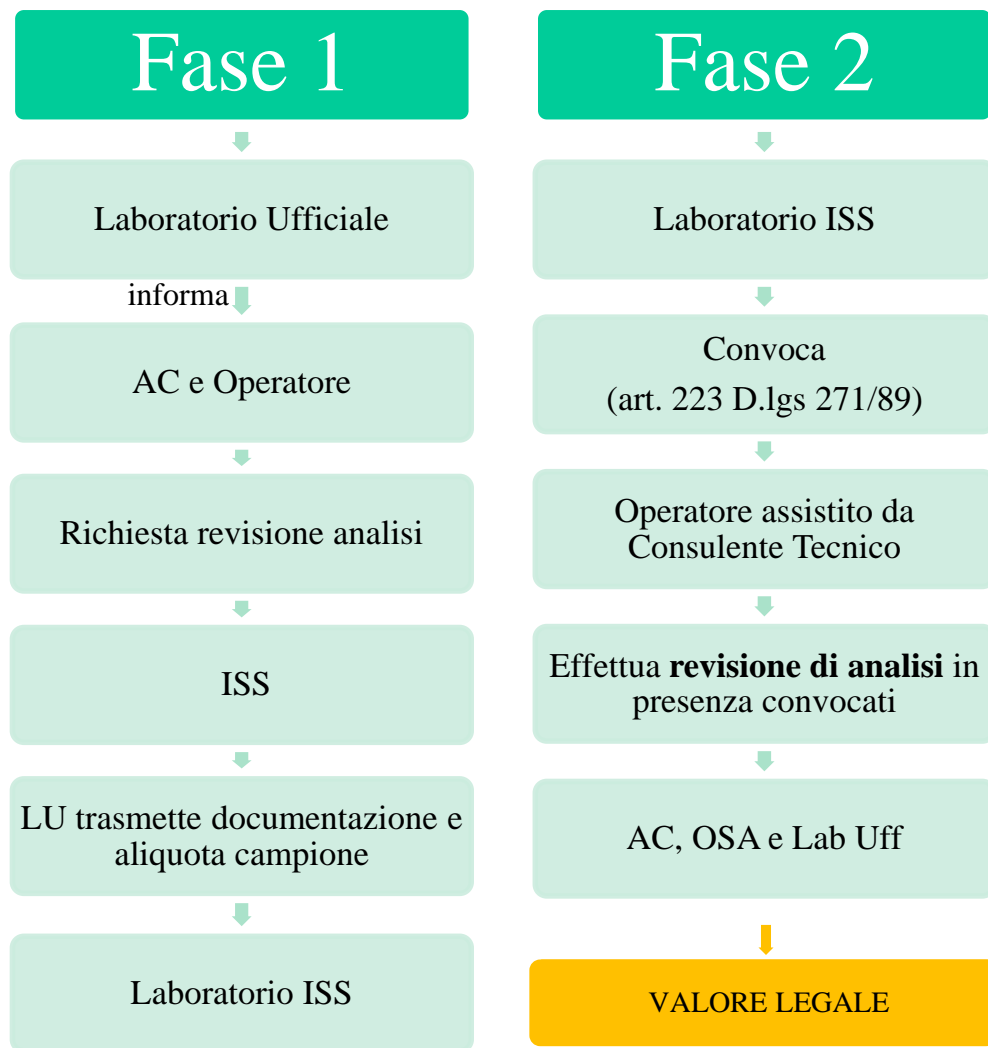 Fase 1
Laboratorio Ufficiale
informa
AC e Operatore
Richiesta revisione analisi
ISS
LU trasmette documentazione e
aliquota campione
Laboratorio ISS
Fase 2
Laboratorio ISS
Convoca
(art. 223 D.lgs 271/89)
Operatore assistito da
Consulente Tecnico
Effettua revisione di analisi in
presenza convocati
AC, OSA e Lab Uff
VALORE LEGALE